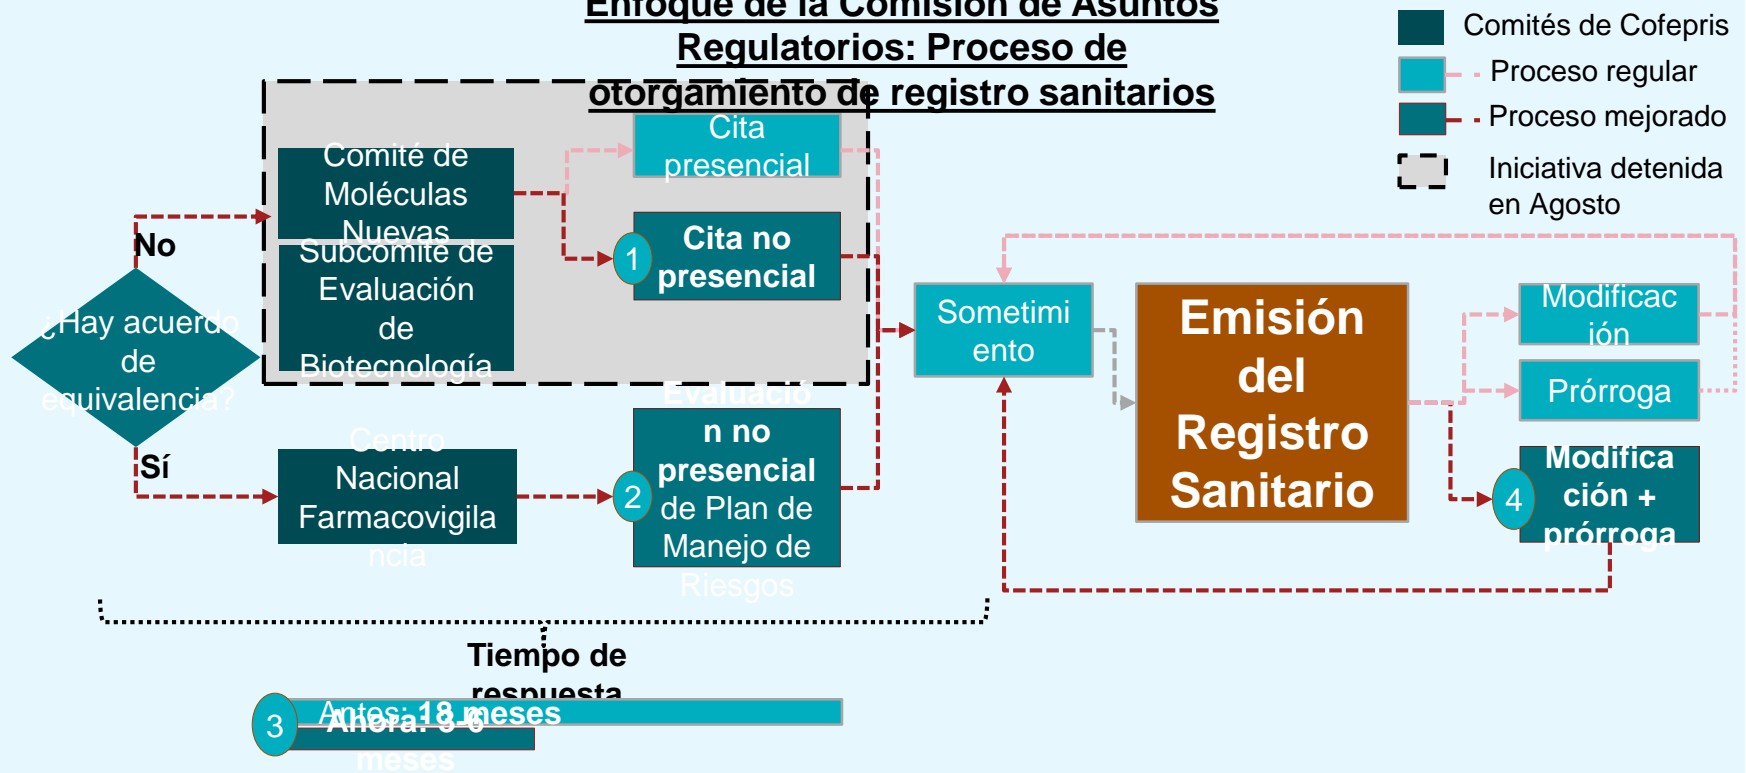 Enfoque de la Comisión de Asuntos
Regulatorios: Proceso de
otorgamiento de registro sanitarios
Comités de Cofepris
Proceso regular
Proceso mejorado
Iniciativa detenida
en Agosto
No
¿Hay acuerdo
de
equivalencia?
Sí
Comité de
Moléculas
Nuevas
Subcomité de
Evaluación
de
Biotecnología
Cita
presencial
1
Cita no
presencial
Centro
Nacional
Farmacovigila
ncia
2
Evaluació
n no
presencial
de Plan de
Manejo de
Riesgos
Sometimi
ento
Emisión
del
Registro
Sanitario
Modificac
ión
Prórroga
4
Modifica
ción +
prórroga
Tiempo de
respuesta
3
Antes: 18 meses
Ahora: 3-6
meses